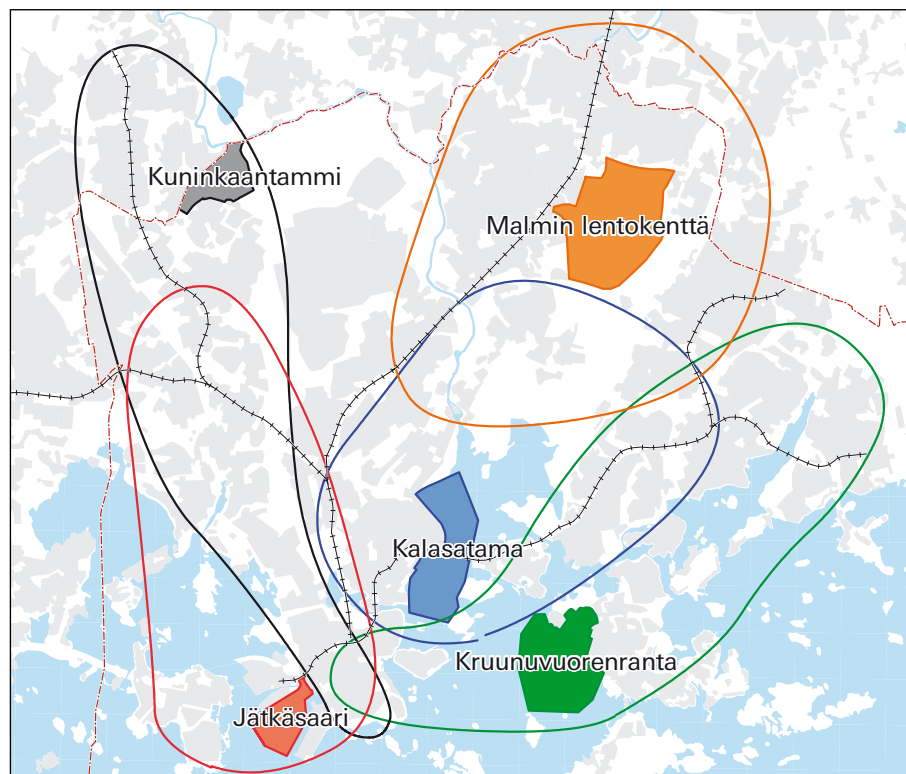 Kuninkaantammi
Malmin lentokenttä
Kalasatama
Kruunuvuorenranta
Jätkäsaari